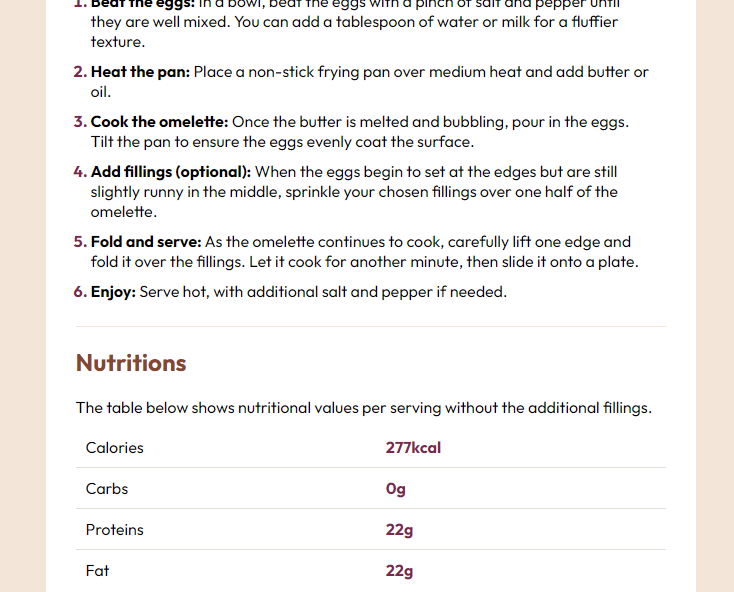 1. Beat the eggs: In a bowl, beat the eggs with a pinch of salt and pepper until
they are well mixed. You can add a tablespoon of water or milk for a fluffier
texture.
2. Heat the pan: Place a non-stick frying pan over medium heat and add butter or
oil.
3. Cook the omelette: Once the butter is melted and bubbling, pour in the eggs.
Tilt the pan to ensure the eggs evenly coat the surface.
4. Add fillings (optional): When the eggs begin to set at the edges but are still
slightly runny in the middle, sprinkle your chosen fillings over one half of the
omelette.
5. Fold and serve: As the omelette continues to cook, carefully lift one edge and
fold it over the fillings. Let it cook for another minute, then slide it onto a plate.
6. Enjoy: Serve hot, with additional salt and pepper if needed.
Nutritions
The table below shows nutritional values per serving without the additional fillings.
Calories 277kcal
Carbs 0g
Proteins 22g
Fat 22g